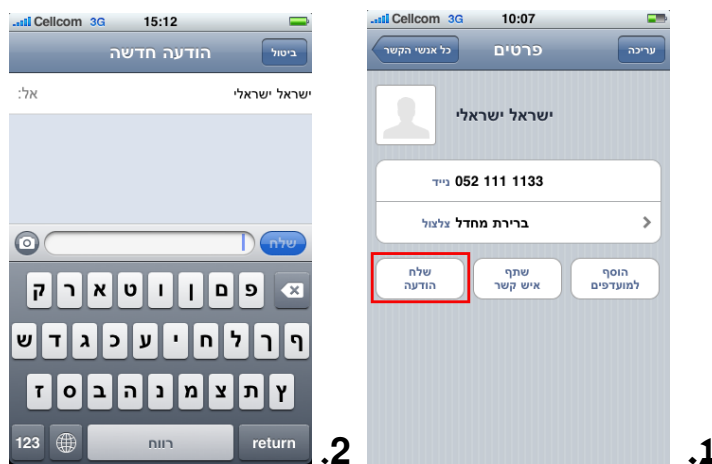 Cellcom 3G 10:07
עריכה פרטים כל אנשי הקשר
ישראל ישראלי
נייד 052 111 1133
צלצול ברירת מחדל
שלח הודעה
שתף איש קשר
הוסף למועדפים
1.
Cellcom 3G 15:12
ביטול הודעה חדשה
אל: ישראל ישראלי
שלח
ק ר א ט ו ן ם פ
ש ד ג כ ע י ח ל ך ף
ז ס ב ה נ מ צ ת ץ
123 רווח return
2.